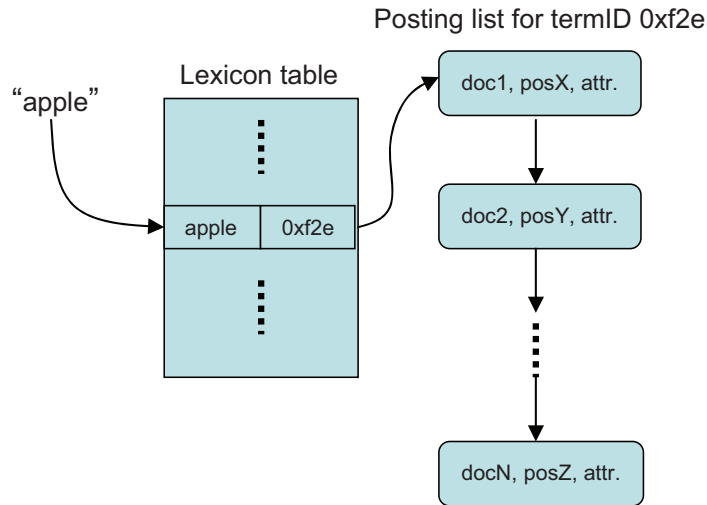 Posting list for termID 0xf2e
Lexicon table
“apple”
apple 0xf2e
doc1, posX, attr.
doc2, posY, attr.
docN, posZ, attr.